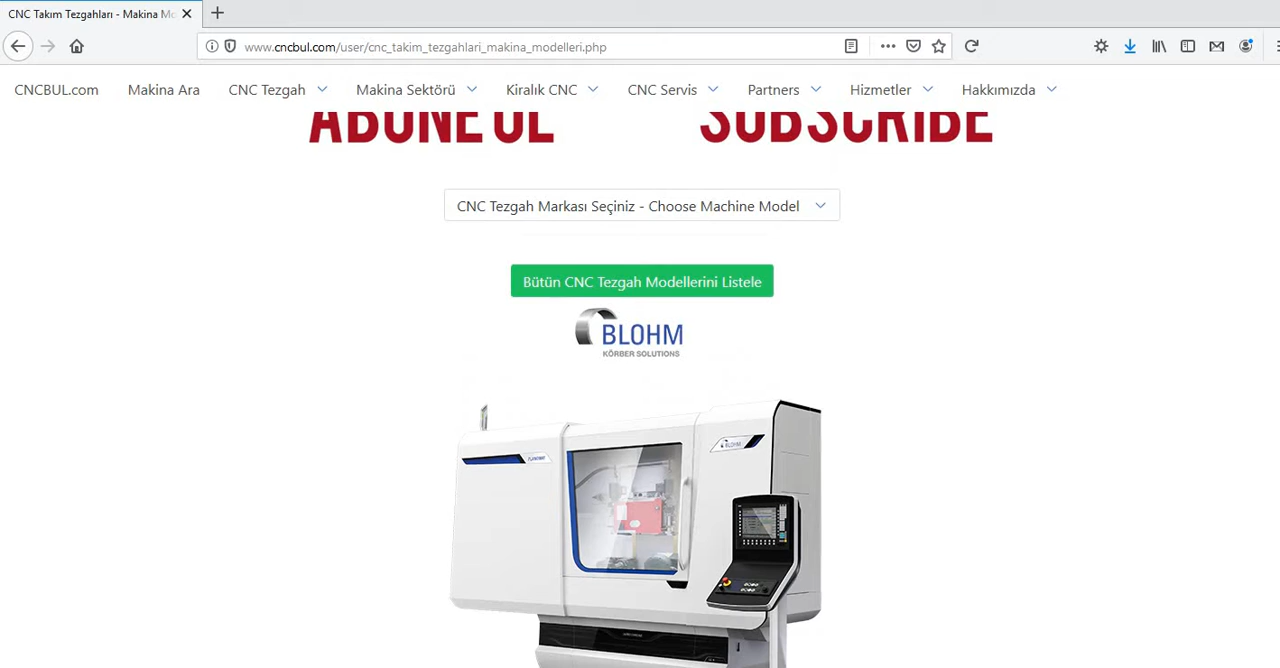 CNC Takım Tezgahları - Makina Mo
www.cncbul.com/user/cnc_takim_tezgahlari_makina_modelleri.php
CNCBUL.com Makina Ara CNC Tezgah Makina Sektörü Kiralık CNC CNC Servis Partners Hizmetler Hakkımızda
ABONE OL SUBSCRIBE
CNC Tezgah Markası Seçiniz - Choose Machine Model
Bütün CNC Tezgah Modellerini Listele
BLOHM
KÖRBER SOLUTIONS
BLOHM